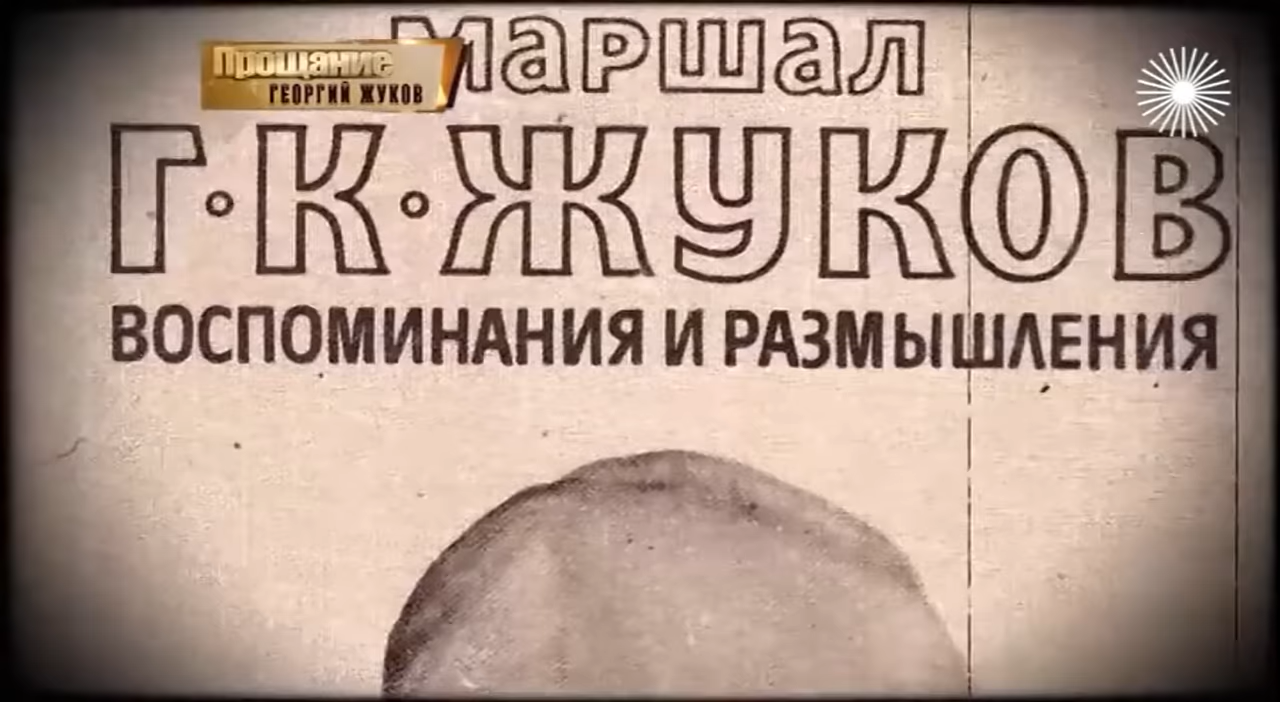 Прощание
ГЕОРГИЙ ЖУКОВ
маршал
Г·К·ЖУКОВ
ВОСПОМИНАНИЯ И РАЗМЫШЛЕНИЯ